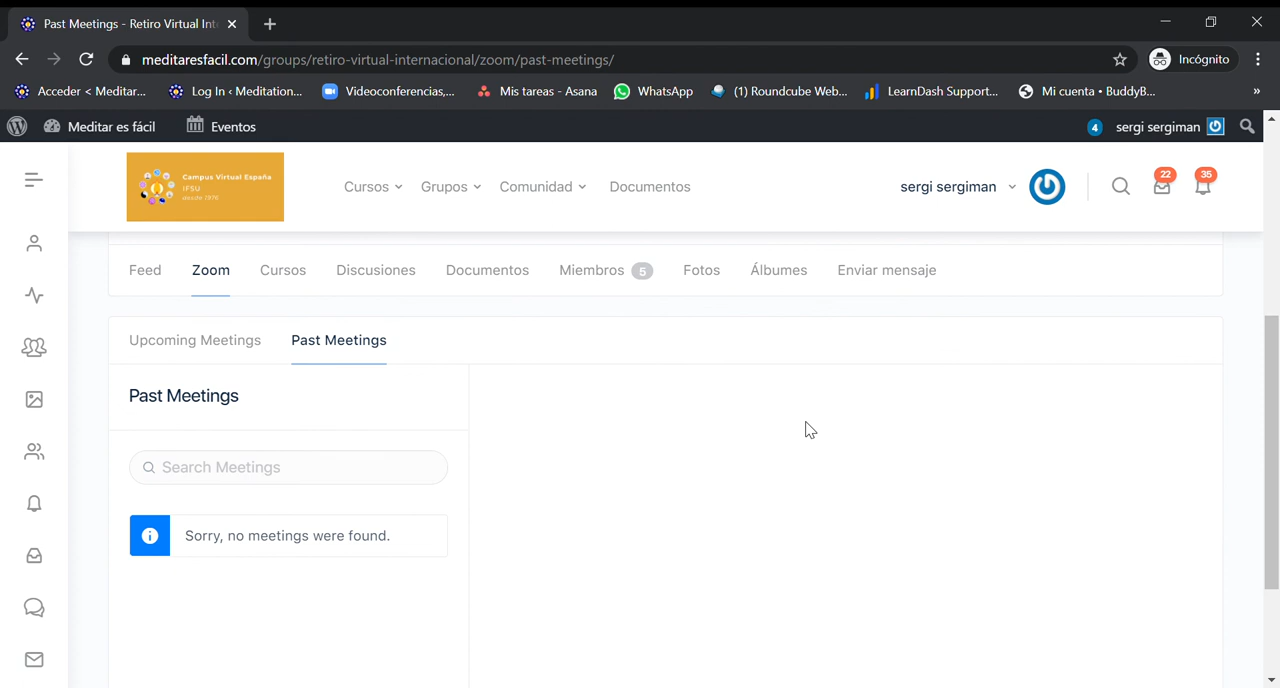 Past Meetings - Retiro Virtual Int
meditaresfacil.com/groups/retiro-virtual-internacional/zoom/past-meetings/
Incógnito
Acceder < Meditar...
Log In ‹ Meditation...
Videoconferencias,...
Mis tareas - Asana
WhatsApp
(1) Roundcube Web...
LearnDash Support...
Mi cuenta • BuddyB...
»
Meditar es fácil
Eventos
4
sergi sergiman
Campus Virtual España
IFSU
desde 1976
Cursos
Grupos
Comunidad
Documentos
sergi sergiman
22
35
Feed
Zoom
Cursos
Discusiones
Documentos
Miembros 5
Fotos
Álbumes
Enviar mensaje
Upcoming Meetings
Past Meetings
Past Meetings
Search Meetings
Sorry, no meetings were found.